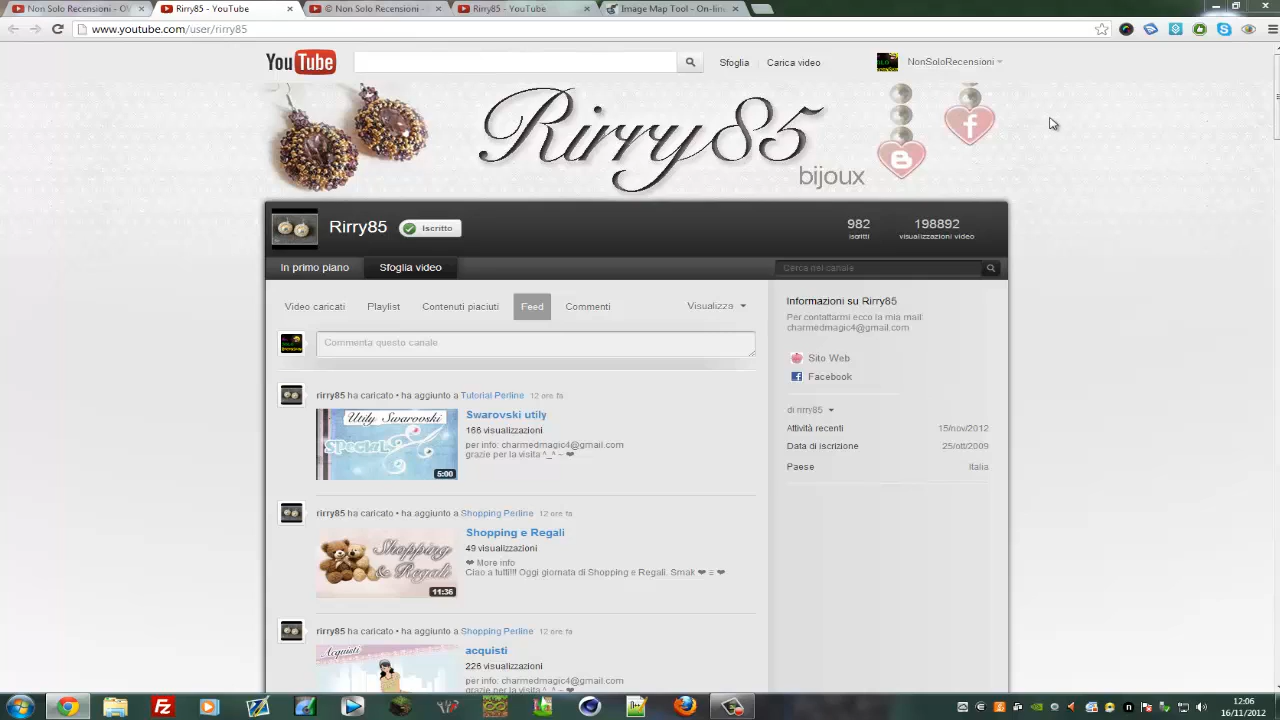 Non Solo Recensioni - O
Rirry85 - YouTube
© Non Solo Recensioni -
Rirry85 - YouTube
Image Map Tool - On-lin
www.youtube.com/user/rirry85
YouTube
Sfoglia
Carica video
NonSoloRecensioni
Rirry85
bijoux
Rirry85
Iscritto
982
iscritti
198892
visualizzazioni video
In primo piano
Sfoglia video
Cerca nel canale
Video caricati
Playlist
Contenuti piaciuti
Feed
Commenti
Visualizza
Commenta questo canale
rirry85 ha caricato • ha aggiunto a Tutorial Perline 12 ore fa
Utily Swarovski
Special
5:00
Swarovski utily
166 visualizzazioni
per info: charmedmagic4@gmail.com
grazie per la visita ^_^ ~ ❤
rirry85 ha caricato • ha aggiunto a Shopping Perline 12 ore fa
Shopping
& Regali
11:36
Shopping e Regali
49 visualizzazioni
❤ More info
Ciao a tutti!!! Oggi giornata di Shopping e Regali. Smak ❤ = ❤
rirry85 ha caricato • ha aggiunto a Shopping Perline 12 ore fa
Acquisti
acquisti
226 visualizzazioni
per info: charmedmagic4@gmail.com
Informazioni su Rirry85
Per contattarmi ecco la mia mail:
charmedmagic4@gmail.com
Sito Web
Facebook
di rirry85
Attività recenti 15/nov/2012
Data di iscrizione 25/ott/2009
Paese Italia
12:06
16/11/2012